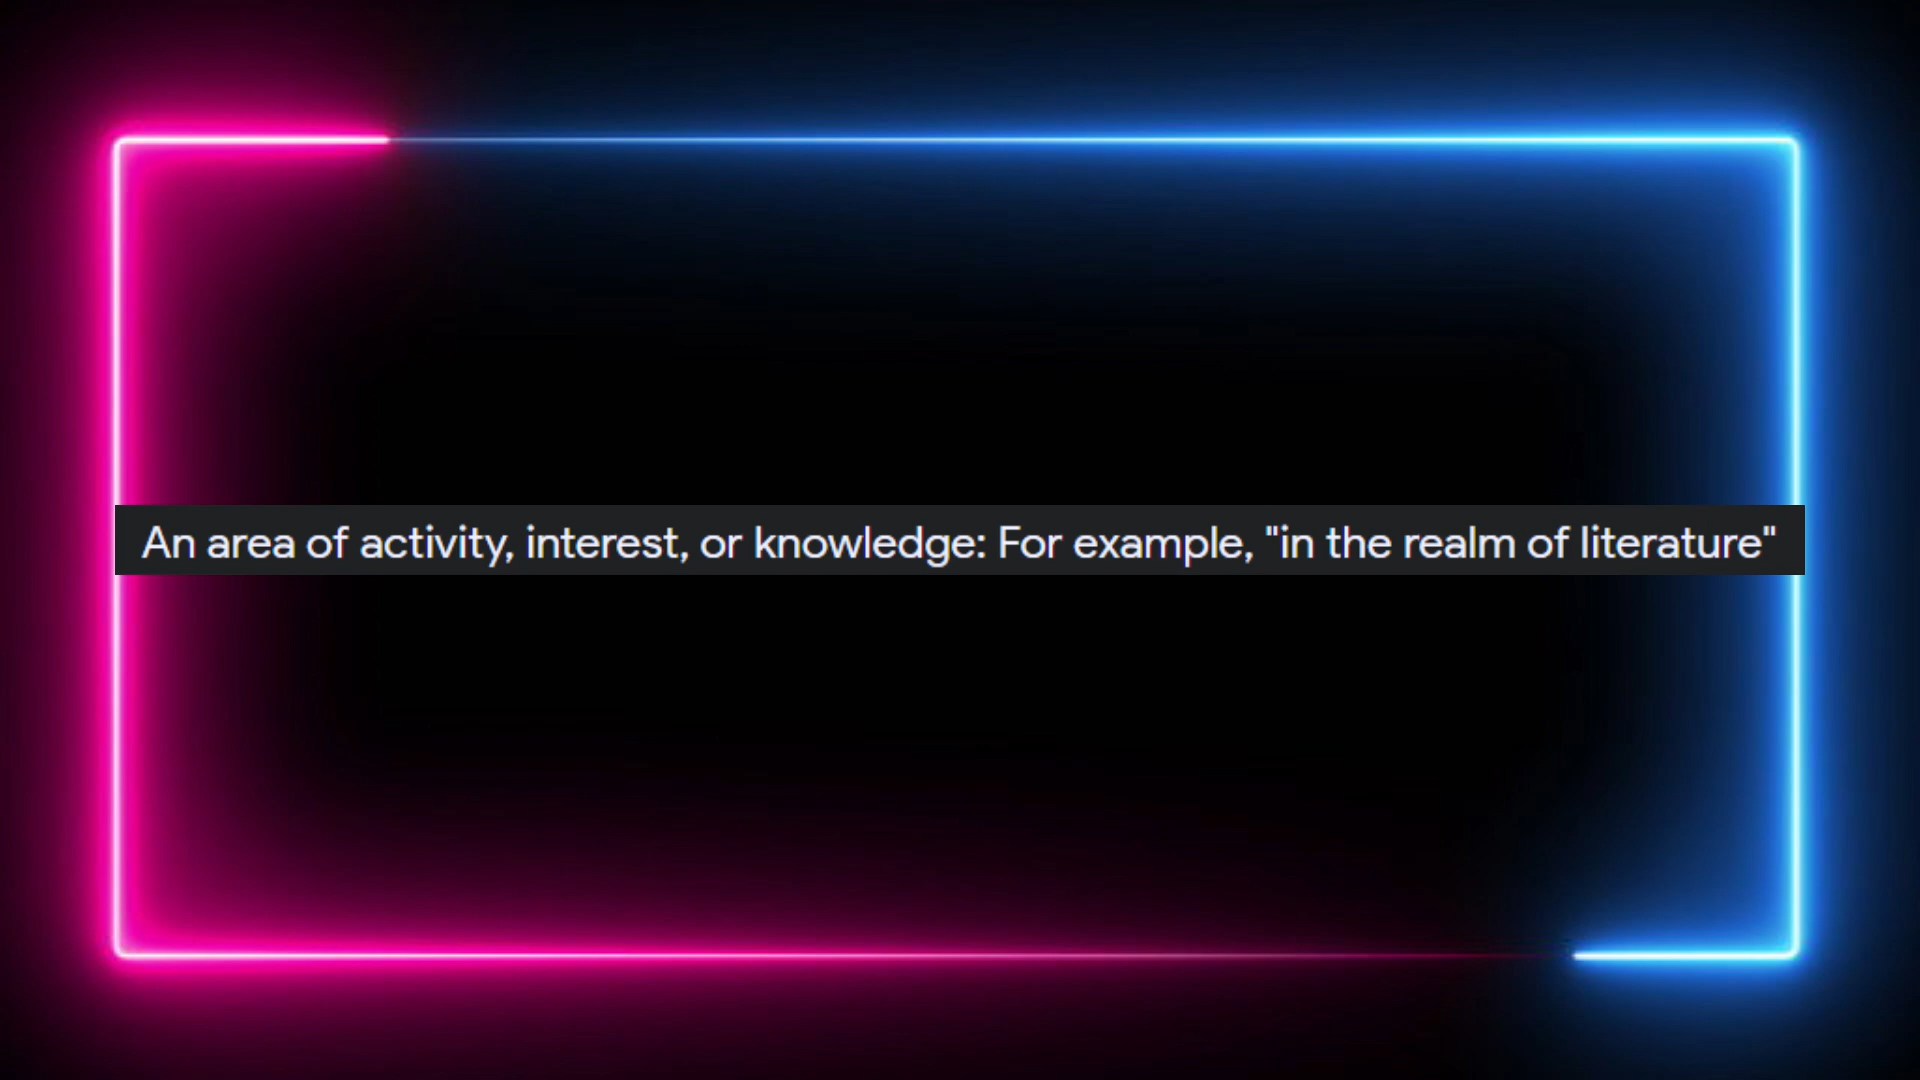 An area of activity, interest, or knowledge: For example, "in the realm of literature"